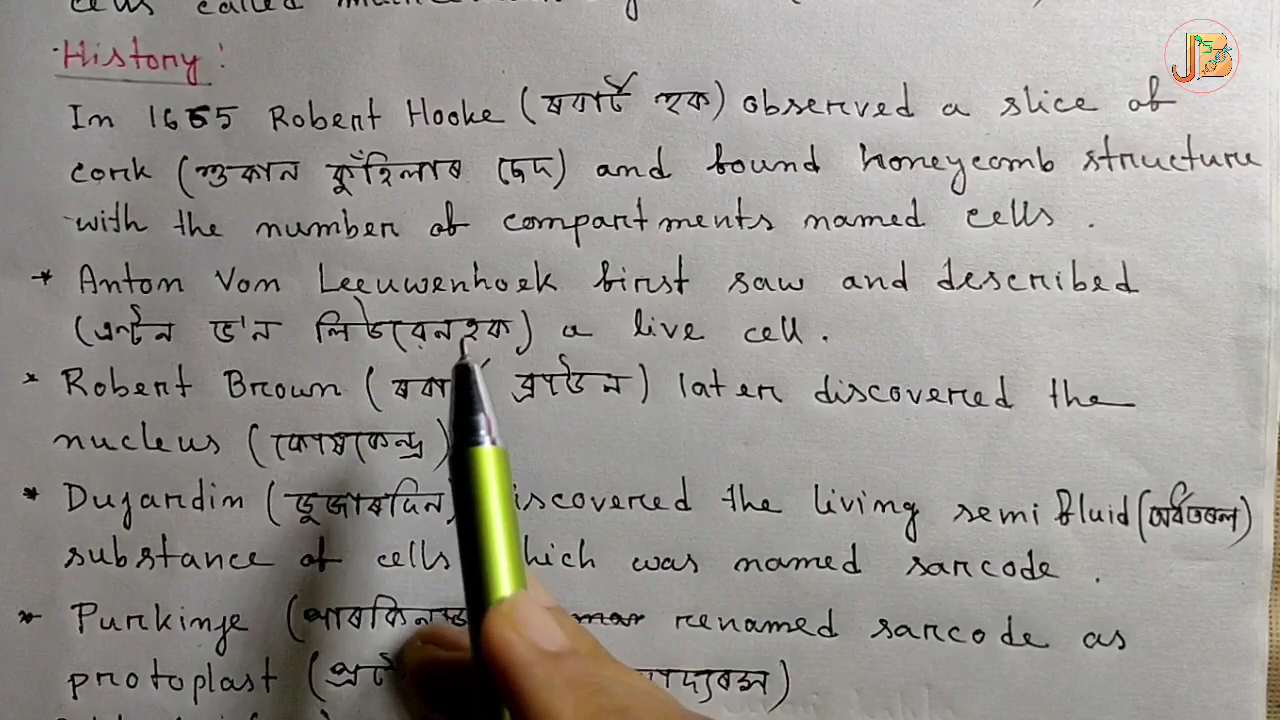 cells called
History:
In 1665 Robert Hooke (ৰবাৰ্ট হুক) observed a slice of
cork (শুকান কুঁহিলাৰ ছেদ) and found honeycomb structure
with the number of compartments named cells.
* Anton Von Leeuwenhoek first saw and described
(এণ্টন ভ'ন লিউৱেনহুক) a live cell.
* Robert Brown ( ব্ৰাউন) later discovered the
nucleus (কোষকেন্দ্ৰ)
* Dujardin (ডুজাৰদিন) discovered the living semi fluid (অৰ্ধতৰল)
substance of cells which was named sarcode.
* Purkinje ( renamed sarcode as
protoplast (